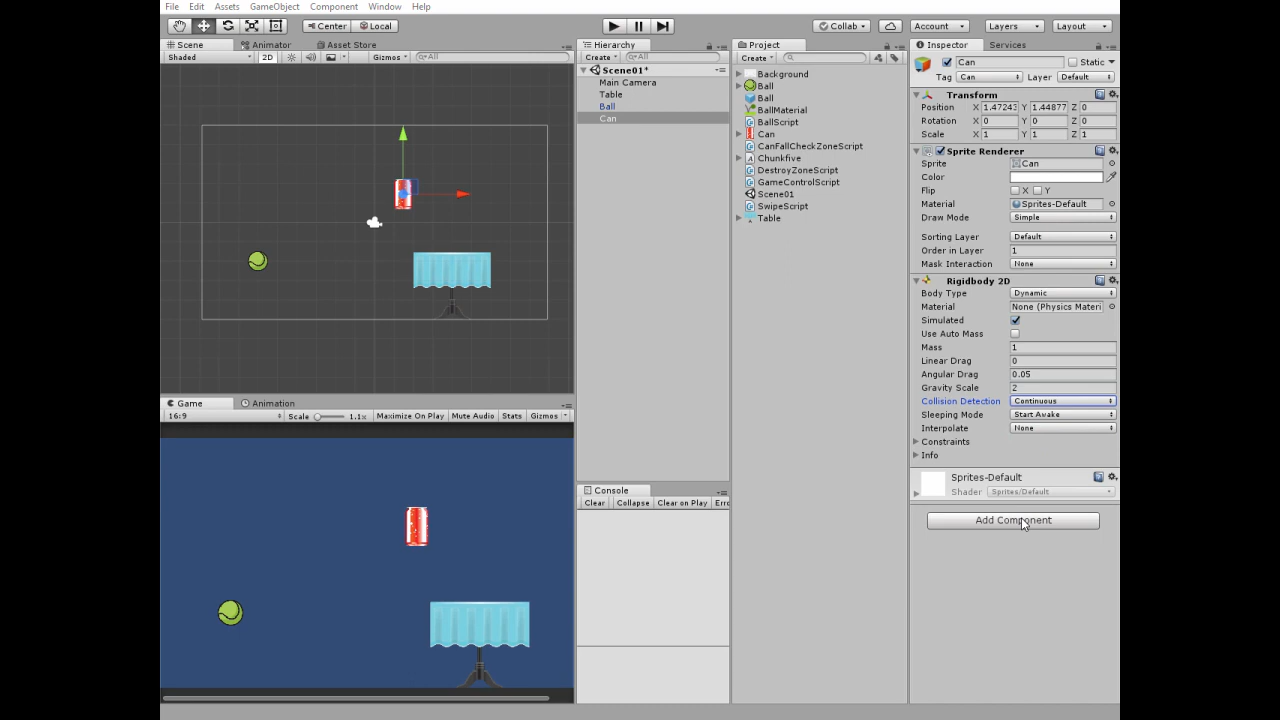 File Edit Assets GameObject Component Window Help
Center Local Collab Account Layers Layout
Scene Animator Asset Store
Shaded 2D Gizmos All
Hierarchy
Create All
Scene01*
Main Camera
Table
Ball
Can
Project
Create
Background
Ball
Ball
BallMaterial
BallScript
Can
CanFallCheckZoneScript
Chunkfive
DestroyZoneScript
GameControlScript
Scene01
SwipeScript
Table
Inspector Services
Can Static
Tag Can Layer Default
Transform
Position X 1.47243 Y 1.44877 Z 0
Rotation X 0 Y 0 Z 0
Scale X 1 Y 1 Z 1
Sprite Renderer
Sprite Can
Color
Flip X Y
Material Sprites-Default
Draw Mode Simple
Sorting Layer Default
Order in Layer 1
Mask Interaction None
Rigidbody 2D
Body Type Dynamic
Material None (Physics Materi
Simulated
Use Auto Mass
Mass 1
Linear Drag 0
Angular Drag 0.05
Gravity Scale 2
Collision Detection Continuous
Sleeping Mode Start Awake
Interpolate None
Constraints
Info
Sprites-Default
Shader Sprites/Default
Add Component
Game Animation
16:9 Scale 1.1x Maximize On Play Mute Audio Stats Gizmos
Console
Clear Collapse Clear on Play Erro